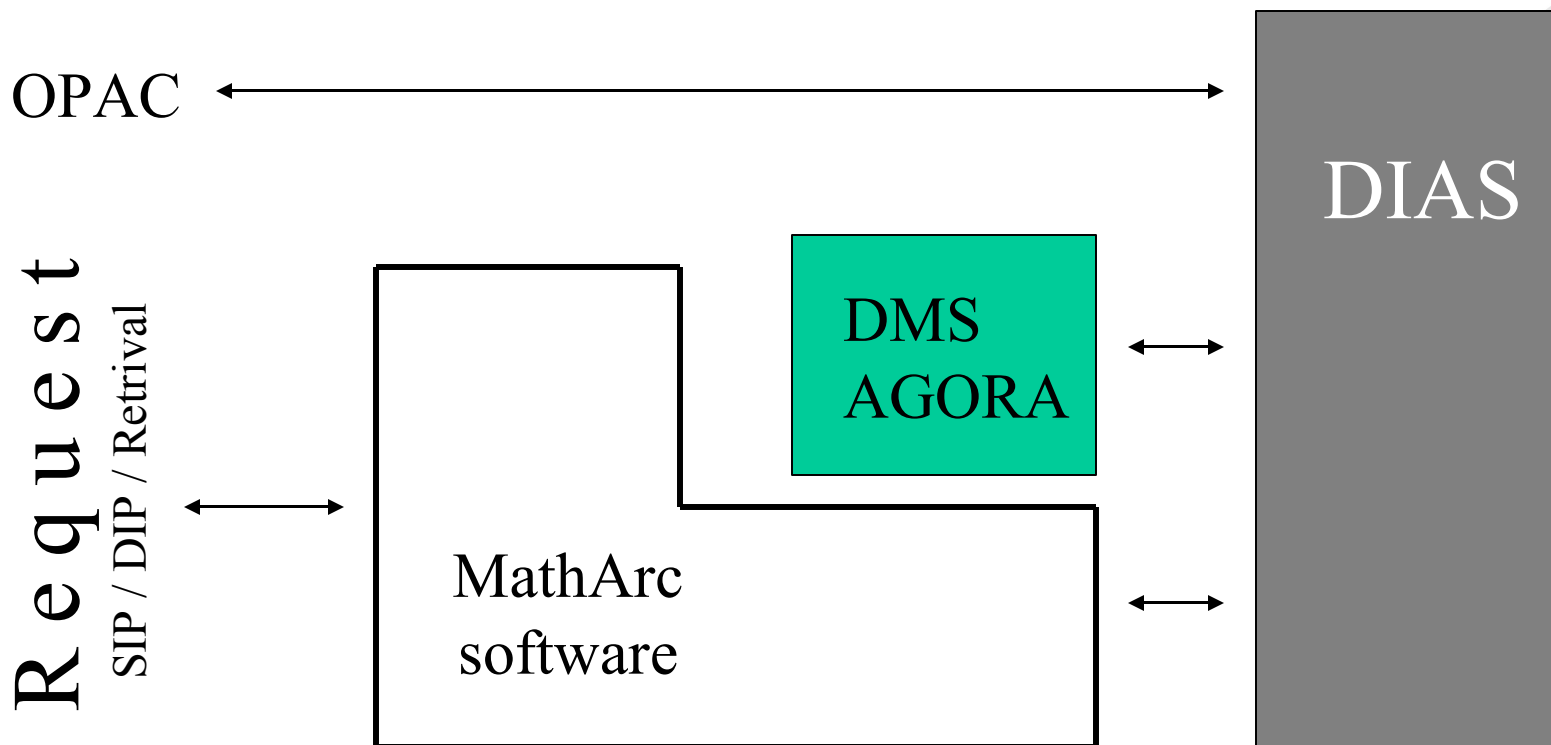 OPAC
DIAS
Request
SIP / DIP / Retrival
DMS
AGORA
MathArc
software